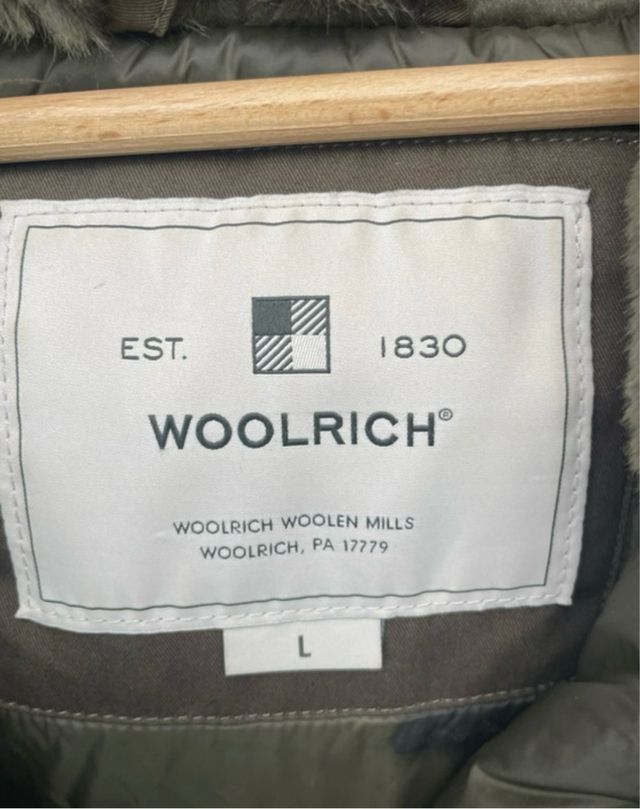 EST. 1830
WOOLRICH®
WOOLRICH WOOLEN MILLS
WOOLRICH, PA 17779
L